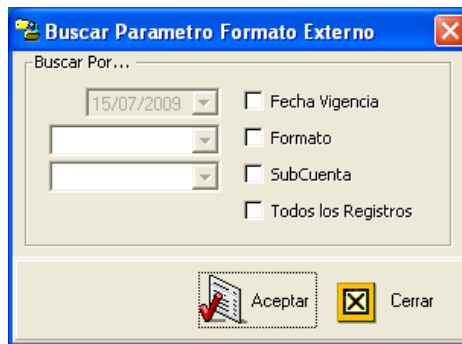 Buscar Parametro Formato Externo
Buscar Por...
15/07/2009 Fecha Vigencia
Formato
SubCuenta
Todos los Registros
Aceptar Cerrar